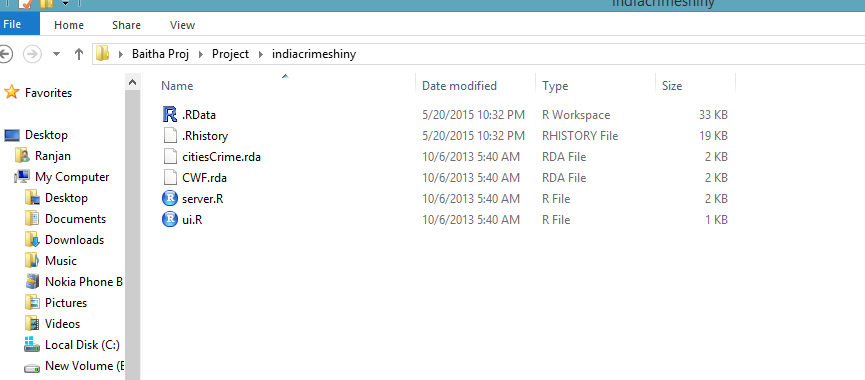 indiacrimeshiny
File Home Share View
Baitha Proj Project indiacrimeshiny
Name Date modified Type Size
Favorites
.RData 5/20/2015 10:32 PM R Workspace 33 KB
.Rhistory 5/20/2015 10:32 PM RHISTORY File 19 KB
Desktop
citiesCrime.rda 10/6/2013 5:40 AM RDA File 2 KB
Ranjan
CWF.rda 10/6/2013 5:40 AM RDA File 2 KB
My Computer
server.R 10/6/2013 5:40 AM R File 2 KB
Desktop
ui.R 10/6/2013 5:40 AM R File 1 KB
Documents
Downloads
Music
Nokia Phone B
Pictures
Videos
Local Disk (C:)
New Volume (E